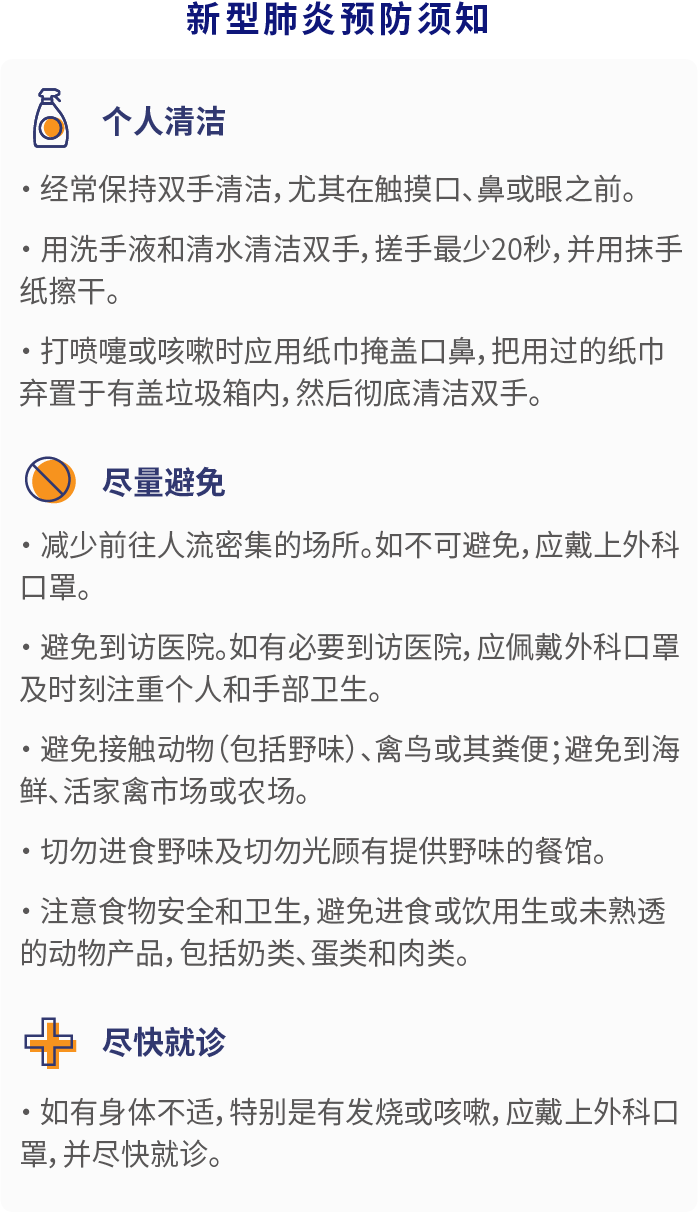 新型肺炎预防须知
个人清洁
·经常保持双手清洁，尤其在触摸口、鼻或眼之前。
·用洗手液和清水清洁双手，搓手最少20秒，并用抹手
纸擦干。
·打喷嚏或咳嗽时应用纸巾掩盖口鼻，把用过的纸巾
弃置于有盖垃圾箱内，然后彻底清洁双手。
尽量避免
·减少前往人流密集的场所。如不可避免，应戴上外科
口罩。
·避免到访医院。如有必要到访医院，应佩戴外科口罩
及时刻注重个人和手部卫生。
·避免接触动物（包括野味）、禽鸟或其粪便；避免到海
鲜、活家禽市场或农场。
·切勿进食野味及切勿光顾有提供野味的餐馆。
·注意食物安全和卫生，避免进食或饮用生或未熟透
的动物产品，包括奶类、蛋类和肉类。
尽快就诊
·如有身体不适，特别是有发烧或咳嗽，应戴上外科口
罩，并尽快就诊。